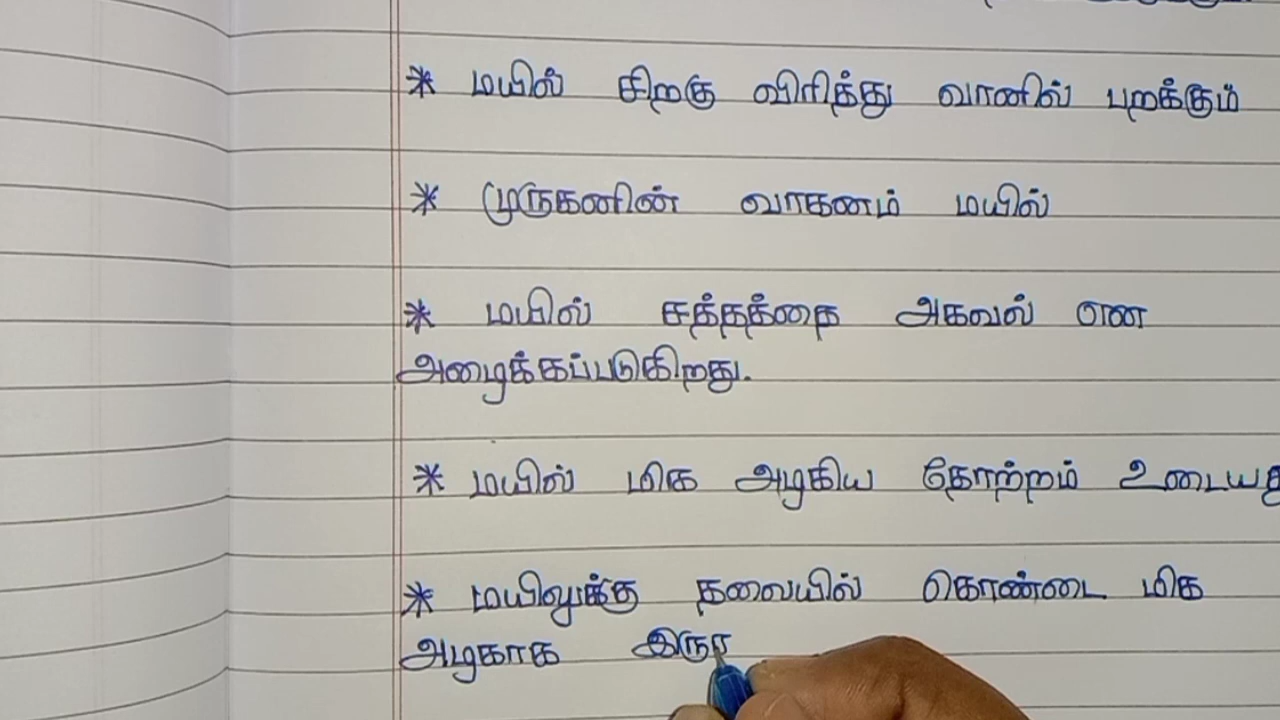 * மயில் சிறகு விரித்து வானில் பறக்கும்
* முருகனின் வாகனம் மயில்
* மயில் சத்தத்தை அகவல் என
அழைக்கப்படுகிறது.
* மயில் மிக அழகிய தோற்றம் உடையது
* மயிலுக்கு தலையில் கொண்டை மிக
அழகாக இரு